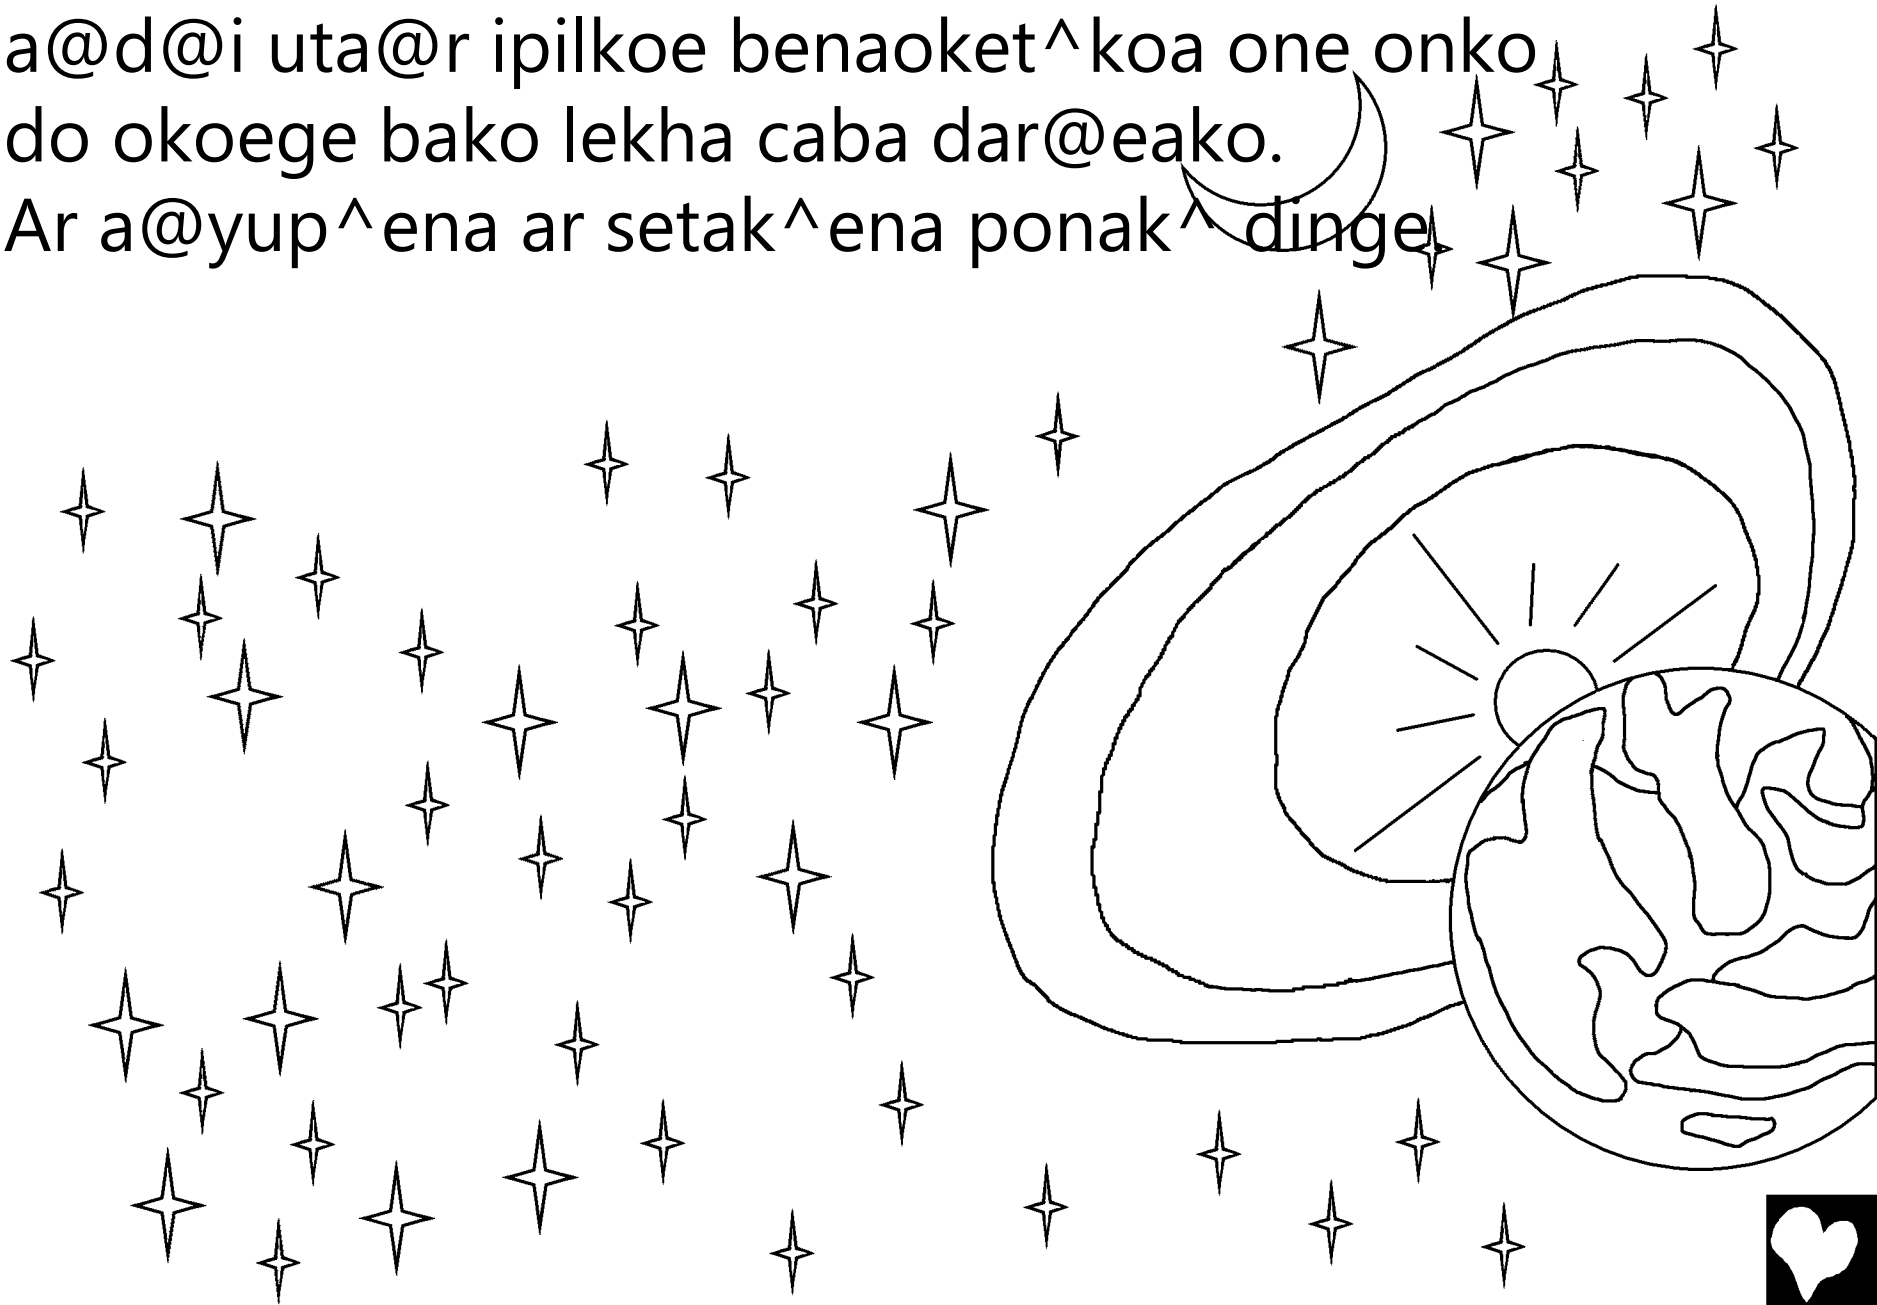 a@d@i uta@r ipilkoe benaoket^koa one onko
do okoege bako lekha caba dar@eako.
Ar a@yup^ena ar setak^ena ponak^ dinge.